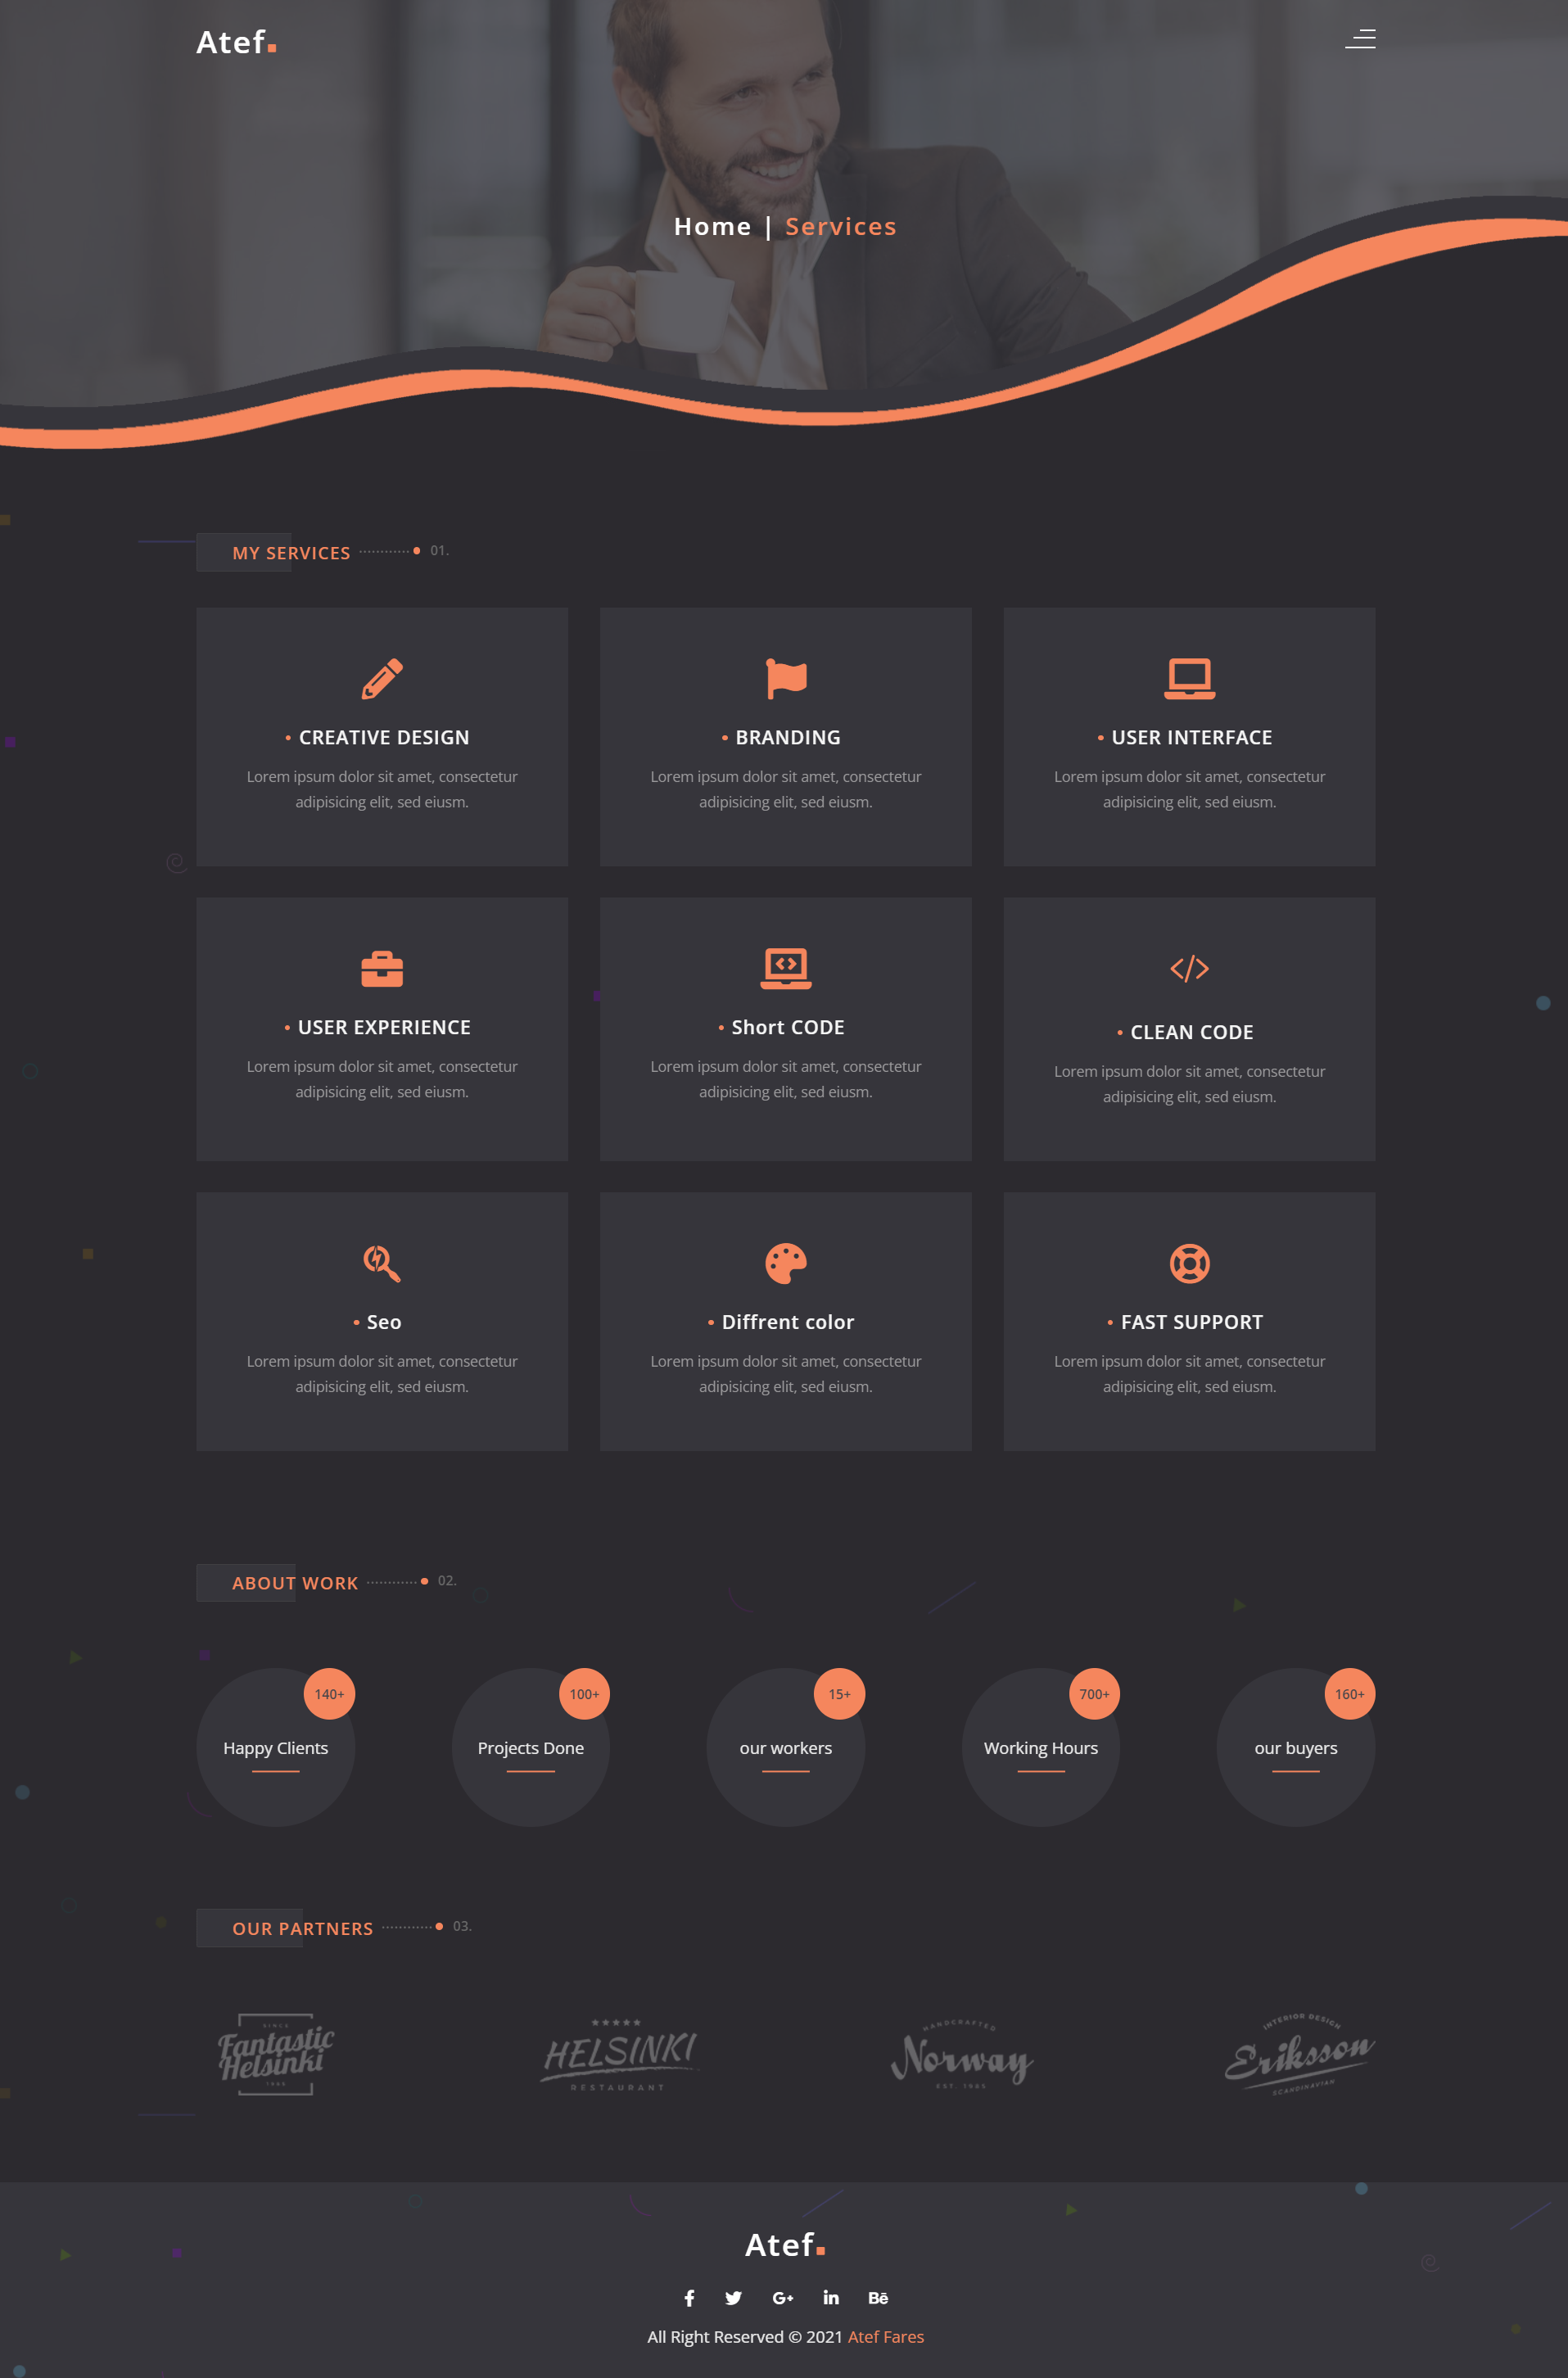 Atef
Home | Services
MY SERVICES 01.
CREATIVE DESIGN
Lorem ipsum dolor sit amet, consectetur
adipisicing elit, sed eiusm.
BRANDING
Lorem ipsum dolor sit amet, consectetur
adipisicing elit, sed eiusm.
USER INTERFACE
Lorem ipsum dolor sit amet, consectetur
adipisicing elit, sed eiusm.
USER EXPERIENCE
Lorem ipsum dolor sit amet, consectetur
adipisicing elit, sed eiusm.
Short CODE
Lorem ipsum dolor sit amet, consectetur
adipisicing elit, sed eiusm.
CLEAN CODE
Lorem ipsum dolor sit amet, consectetur
adipisicing elit, sed eiusm.
Seo
Lorem ipsum dolor sit amet, consectetur
adipisicing elit, sed eiusm.
Diffrent color
Lorem ipsum dolor sit amet, consectetur
adipisicing elit, sed eiusm.
FAST SUPPORT
Lorem ipsum dolor sit amet, consectetur
adipisicing elit, sed eiusm.
ABOUT WORK 02.
140+
Happy Clients
100+
Projects Done
15+
our workers
700+
Working Hours
160+
our buyers
OUR PARTNERS 03.
SINCE
Fantastic
Helsinki
HELSINKI
RESTAURANT
HANDCRAFTED
Norway
EST. 1985
INTERIOR DESIGN
Eriksson
SCANDINAVIAN
Atef
All Right Reserved © 2021 Atef Fares